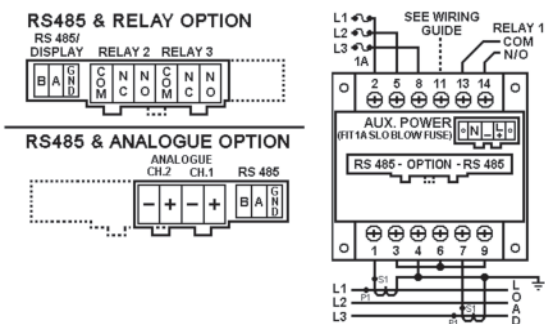 RS485 & RELAY OPTION
RS 485/
DISPLAY RELAY 2 RELAY 3
B A GND COM NC NO COM NC NO
RS485 & ANALOGUE OPTION
ANALOGUE
CH.2 CH.1 RS 485
− + − + B A GND
L1
L2
L3
1A
SEE WIRING
GUIDE
RELAY 1
COM
N/O
2 5 8 11 13 14
AUX. POWER
(FIT 1A SLO BLOW FUSE)
N − L +
RS 485 - OPTION - RS 485
1 3 4 6 7 9
S1
L1
P1
L2
S1
L3
P1
LOAD